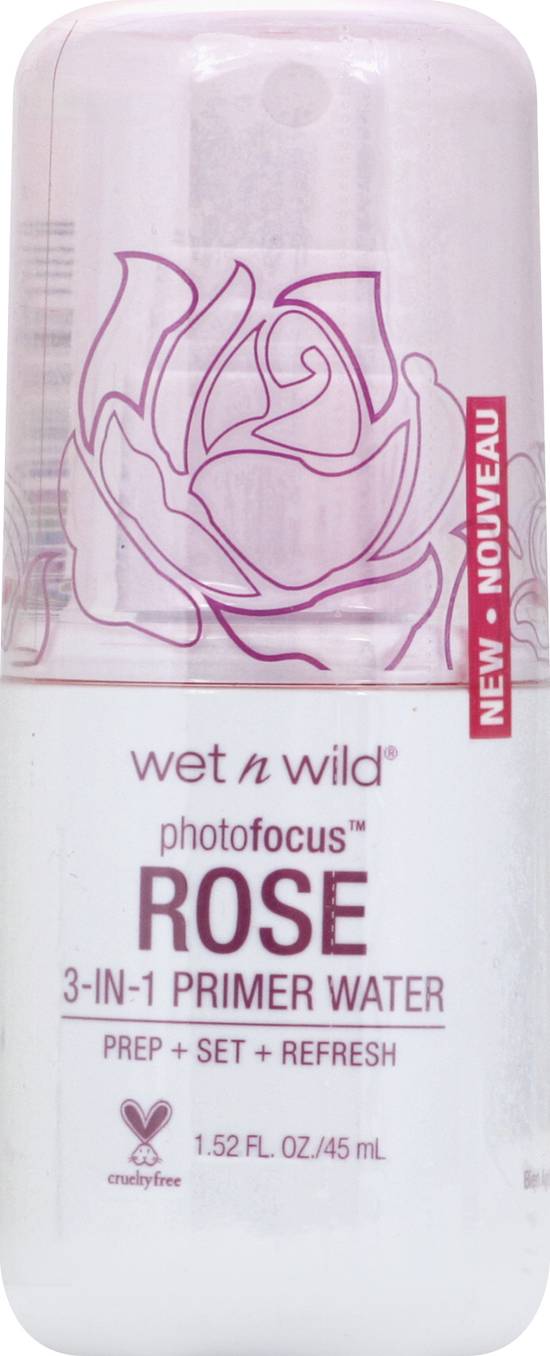 NEW • NOUVEAU
wet n wild®
photofocus™
ROSE
3-IN-1 PRIMER WATER
PREP + SET + REFRESH
crueltyfree
1.52 FL. OZ./45 mL